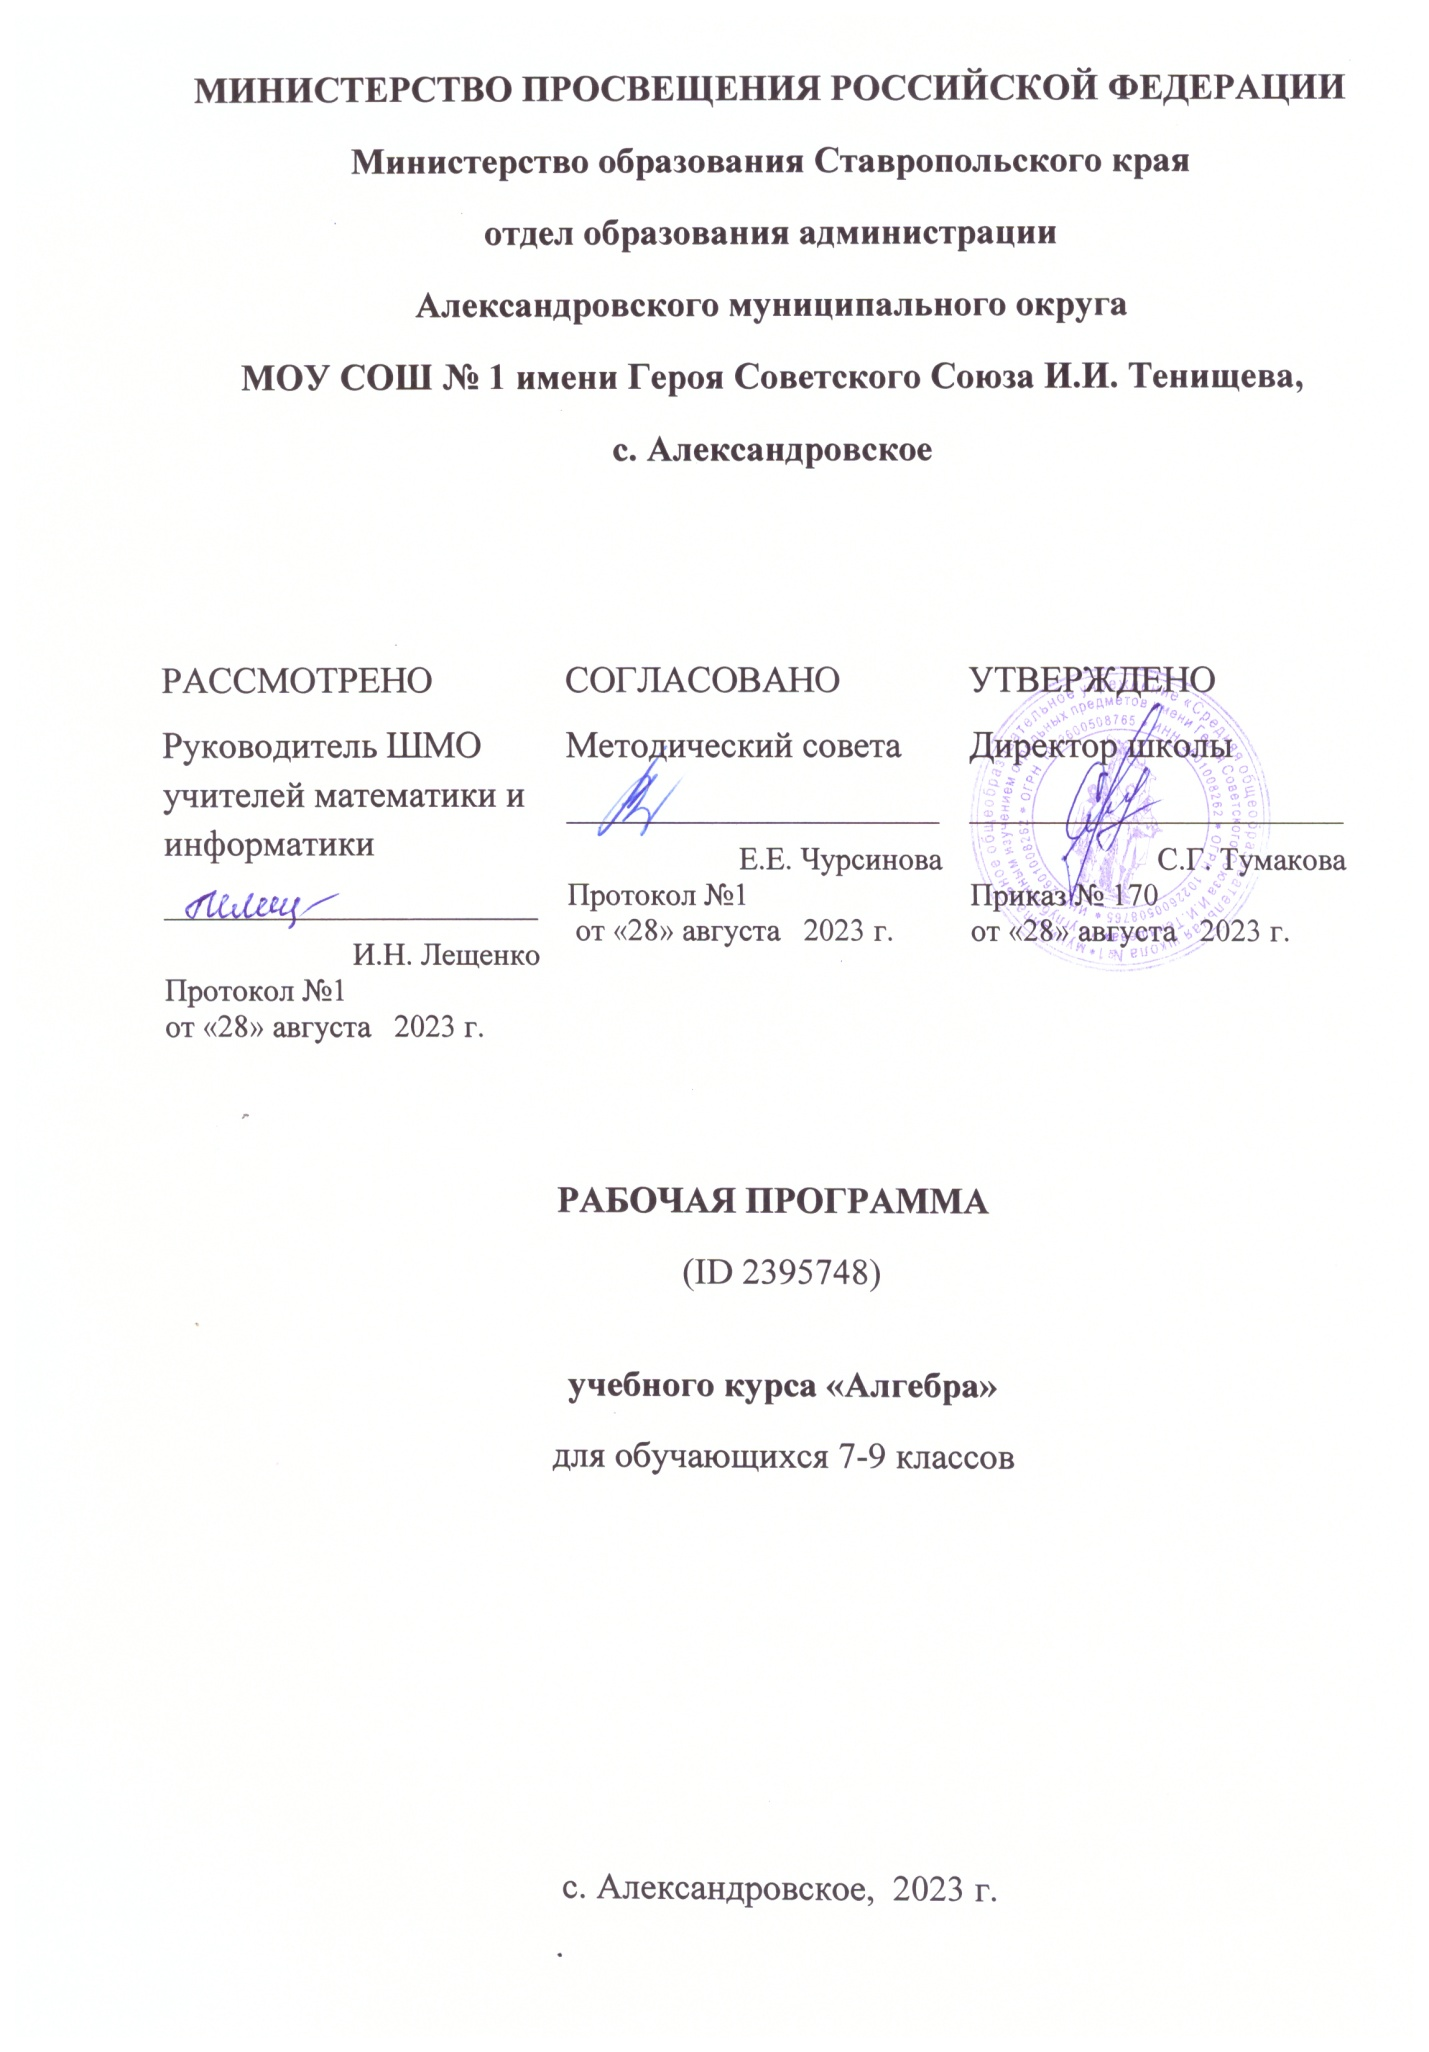 МИНИСТЕРСТВО ПРОСВЕЩЕНИЯ РОССИЙСКОЙ ФЕДЕРАЦИИ
Министерство образования Ставропольского края
отдел образования администрации
Александровского муниципального округа
МОУ СОШ № 1 имени Героя Советского Союза И.И. Тенищева,
с. Александровское
РАССМОТРЕНО
Руководитель ШМО
учителей математики и
информатики
И.Н. Лещенко
Протокол №1
от «28» августа 2023 г.
СОГЛАСОВАНО
Методический совета
Е.Е. Чурсинова
Протокол №1
от «28» августа 2023 г.
УТВЕРЖДЕНО
Директор школы
С.Г. Тумакова
Приказ № 170
от «28» августа 2023 г.
РАБОЧАЯ ПРОГРАММА
(ID 2395748)
учебного курса «Алгебра»
для обучающихся 7-9 классов
с. Александровское, 2023 г.